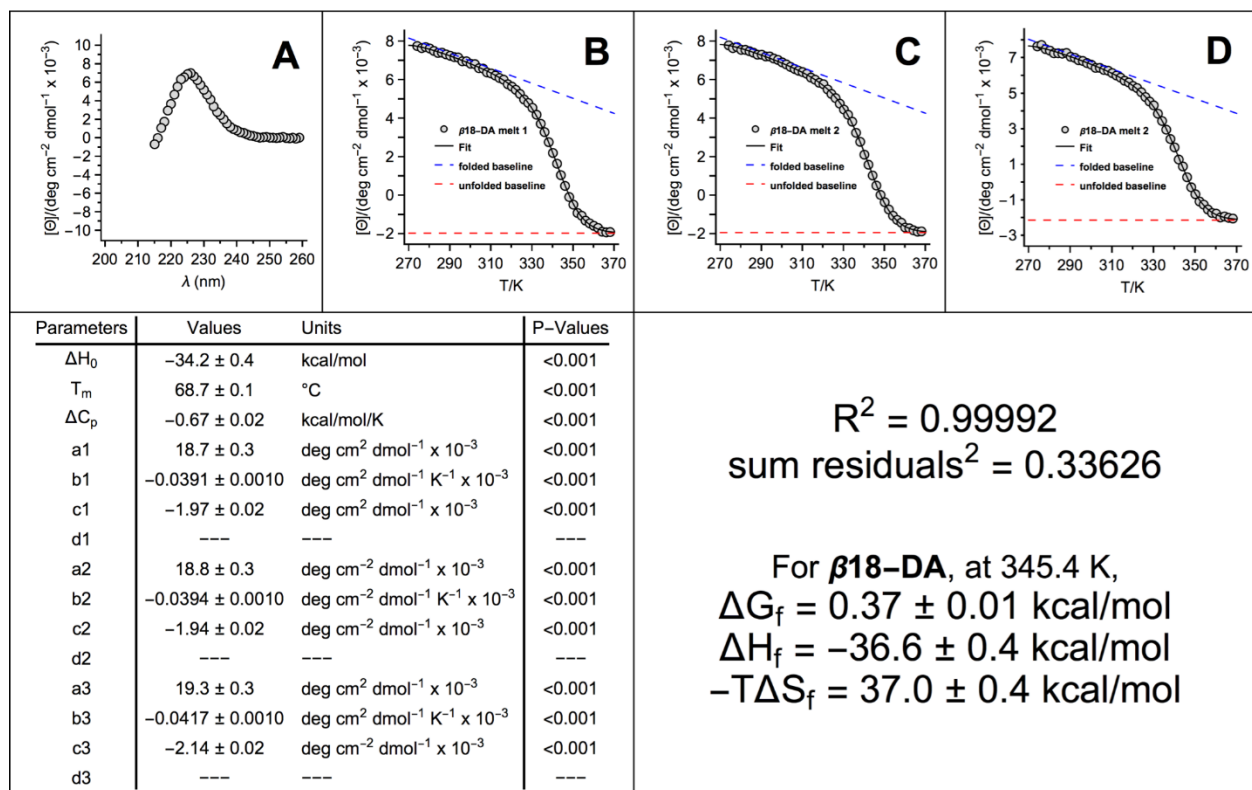 A
[Θ]/(deg cm⁻² dmol⁻¹ x 10⁻³)
10
8
6
4
2
0
−2
−4
−6
−8
−10
200 210 220 230 240 250 260
λ (nm)
B
[Θ]/(deg cm⁻² dmol⁻¹ x 10⁻³)
8
6
4
2
0
−2
β18−DA melt 1
Fit
folded baseline
unfolded baseline
270 290 310 330 350 370
T/K
C
[Θ]/(deg cm⁻² dmol⁻¹ x 10⁻³)
8
6
4
2
0
−2
β18−DA melt 2
Fit
folded baseline
unfolded baseline
270 290 310 330 350 370
T/K
D
[Θ]/(deg cm⁻² dmol⁻¹ x 10⁻³)
7
5
3
1
−1
−3
β18−DA melt 2
Fit
folded baseline
unfolded baseline
270 290 310 330 350 370
T/K
Parameters Values Units P−Values
ΔH₀ −34.2 ± 0.4 kcal/mol <0.001
Tₘ 68.7 ± 0.1 °C <0.001
ΔCₚ −0.67 ± 0.02 kcal/mol/K <0.001
a1 18.7 ± 0.3 deg cm² dmol⁻¹ x 10⁻³ <0.001
b1 −0.0391 ± 0.0010 deg cm² dmol⁻¹ K⁻¹ x 10⁻³ <0.001
c1 −1.97 ± 0.02 deg cm² dmol⁻¹ x 10⁻³ <0.001
d1 −−− −−− −−−
a2 18.8 ± 0.3 deg cm⁻² dmol⁻¹ x 10⁻³ <0.001
b2 −0.0394 ± 0.0010 deg cm⁻² dmol⁻¹ K⁻¹ x 10⁻³ <0.001
c2 −1.94 ± 0.02 deg cm⁻² dmol⁻¹ x 10⁻³ <0.001
d2 −−− −−− −−−
a3 19.3 ± 0.3 deg cm² dmol⁻¹ x 10⁻³ <0.001
b3 −0.0417 ± 0.0010 deg cm² dmol⁻¹ K⁻¹ x 10⁻³ <0.001
c3 −2.14 ± 0.02 deg cm⁻² dmol⁻¹ x 10⁻³ <0.001
d3 −−− −−− −−−
R² = 0.99992
sum residuals² = 0.33626
For β18−DA, at 345.4 K,
ΔG_f = 0.37 ± 0.01 kcal/mol
ΔH_f = −36.6 ± 0.4 kcal/mol
−TΔS_f = 37.0 ± 0.4 kcal/mol